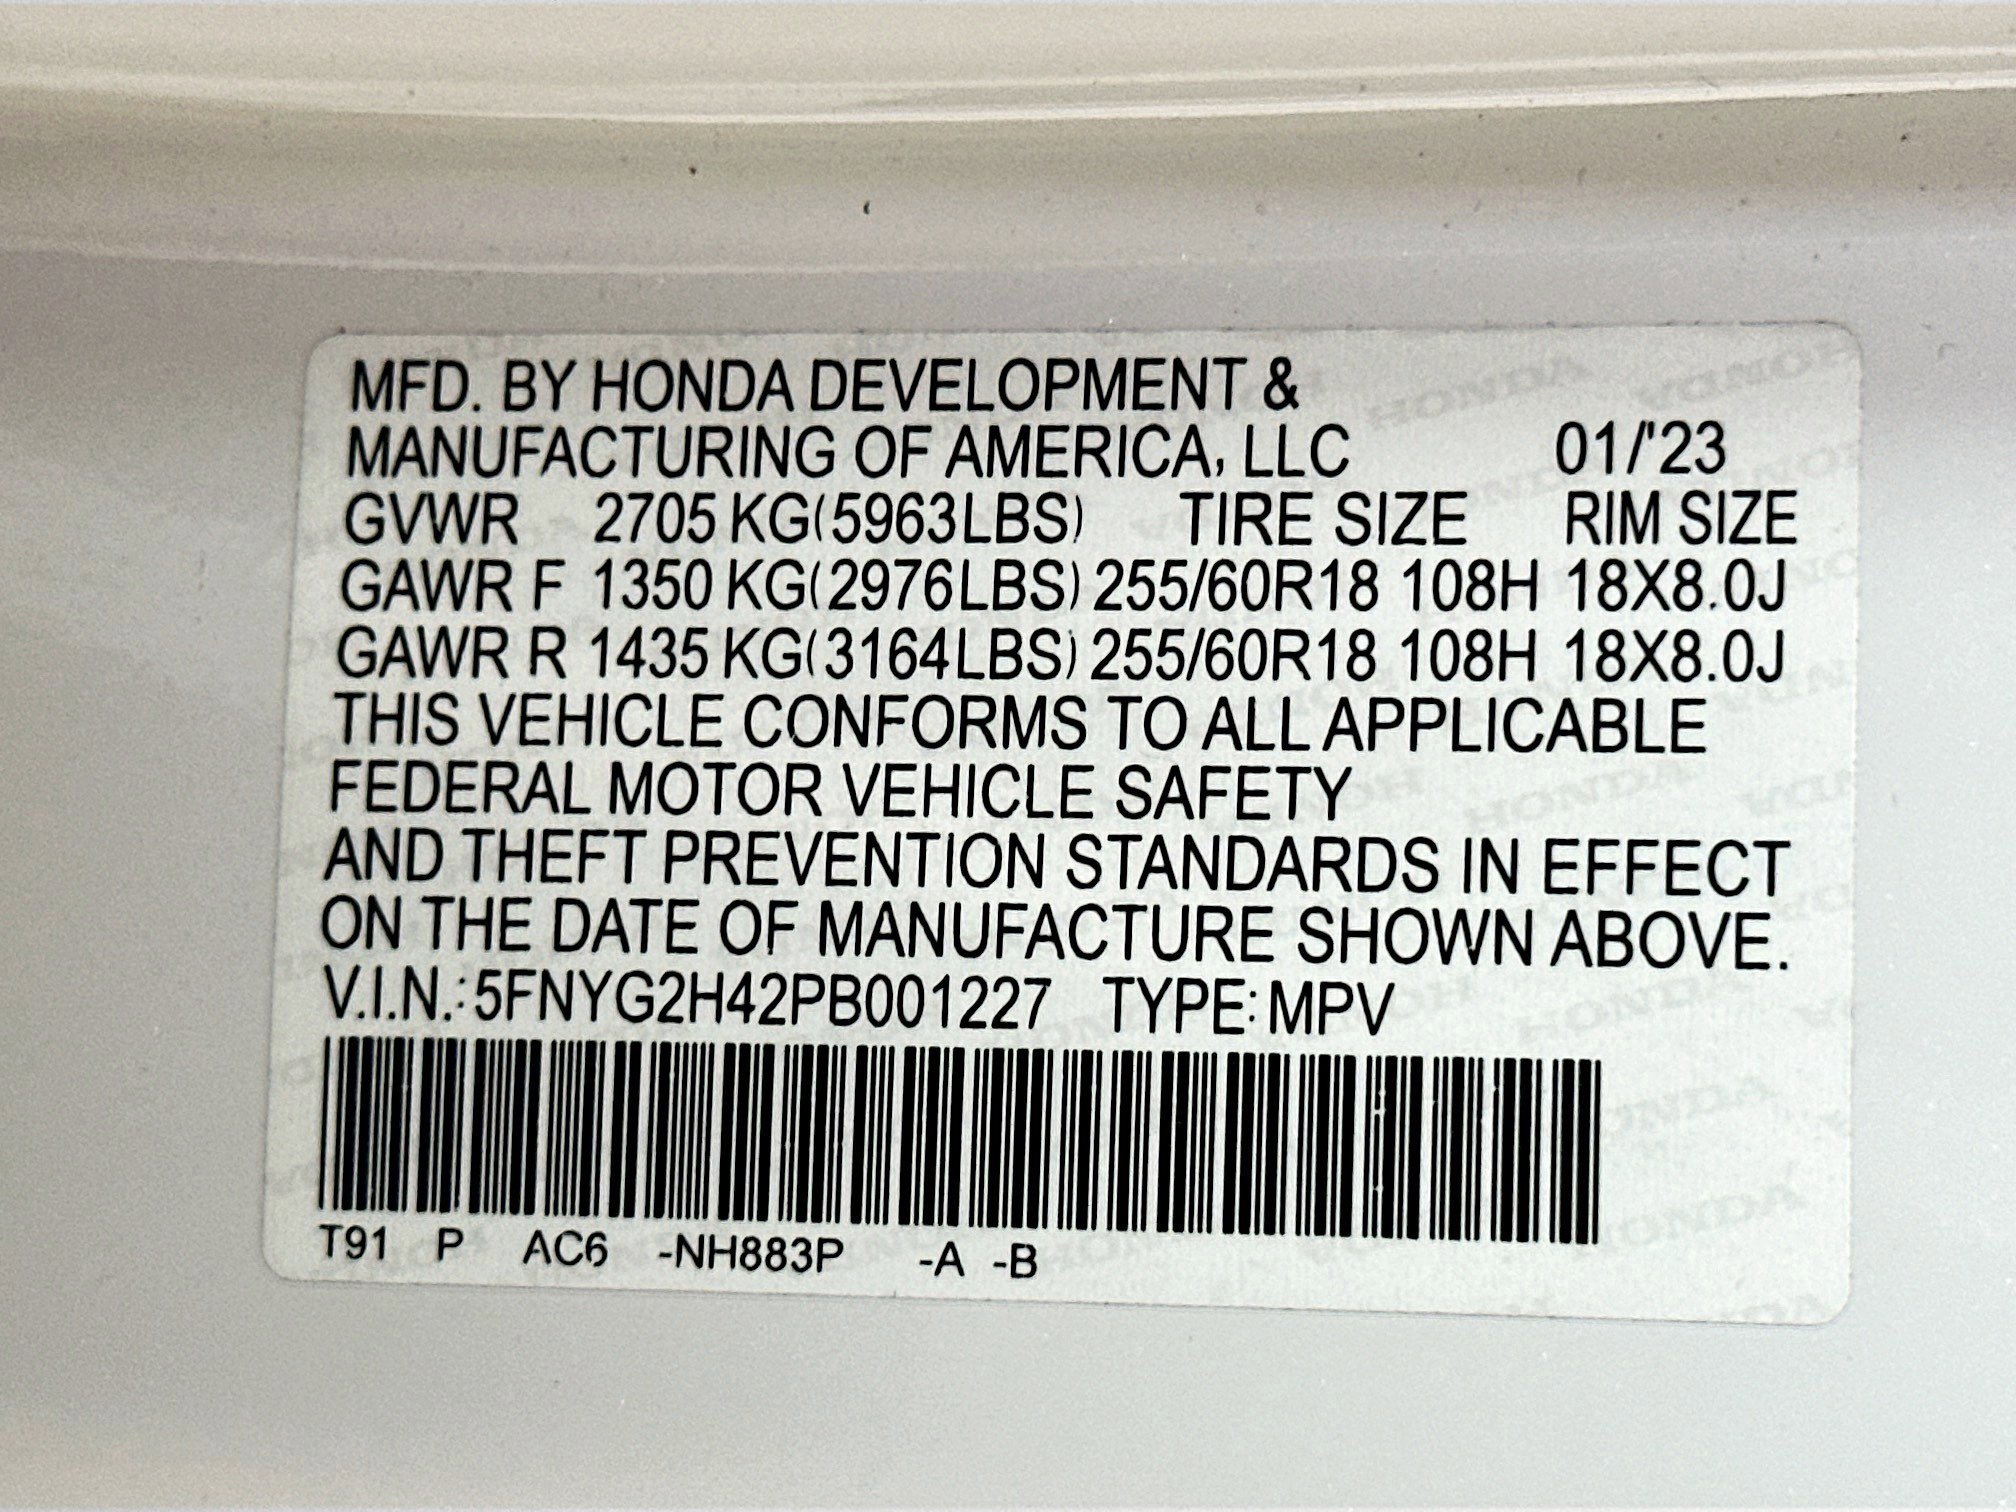 MFD. BY HONDA DEVELOPMENT &
MANUFACTURING OF AMERICA, LLC 01/'23
GVWR 2705 KG(5963LBS) TIRE SIZE RIM SIZE
GAWR F 1350 KG(2976LBS) 255/60R18 108H 18X8.0J
GAWR R 1435 KG(3164LBS) 255/60R18 108H 18X8.0J
THIS VEHICLE CONFORMS TO ALL APPLICABLE
FEDERAL MOTOR VEHICLE SAFETY
AND THEFT PREVENTION STANDARDS IN EFFECT
ON THE DATE OF MANUFACTURE SHOWN ABOVE.
V.I.N.:5FNYG2H42PB001227 TYPE:MPV
T91 P AC6 -NH883P -A -B